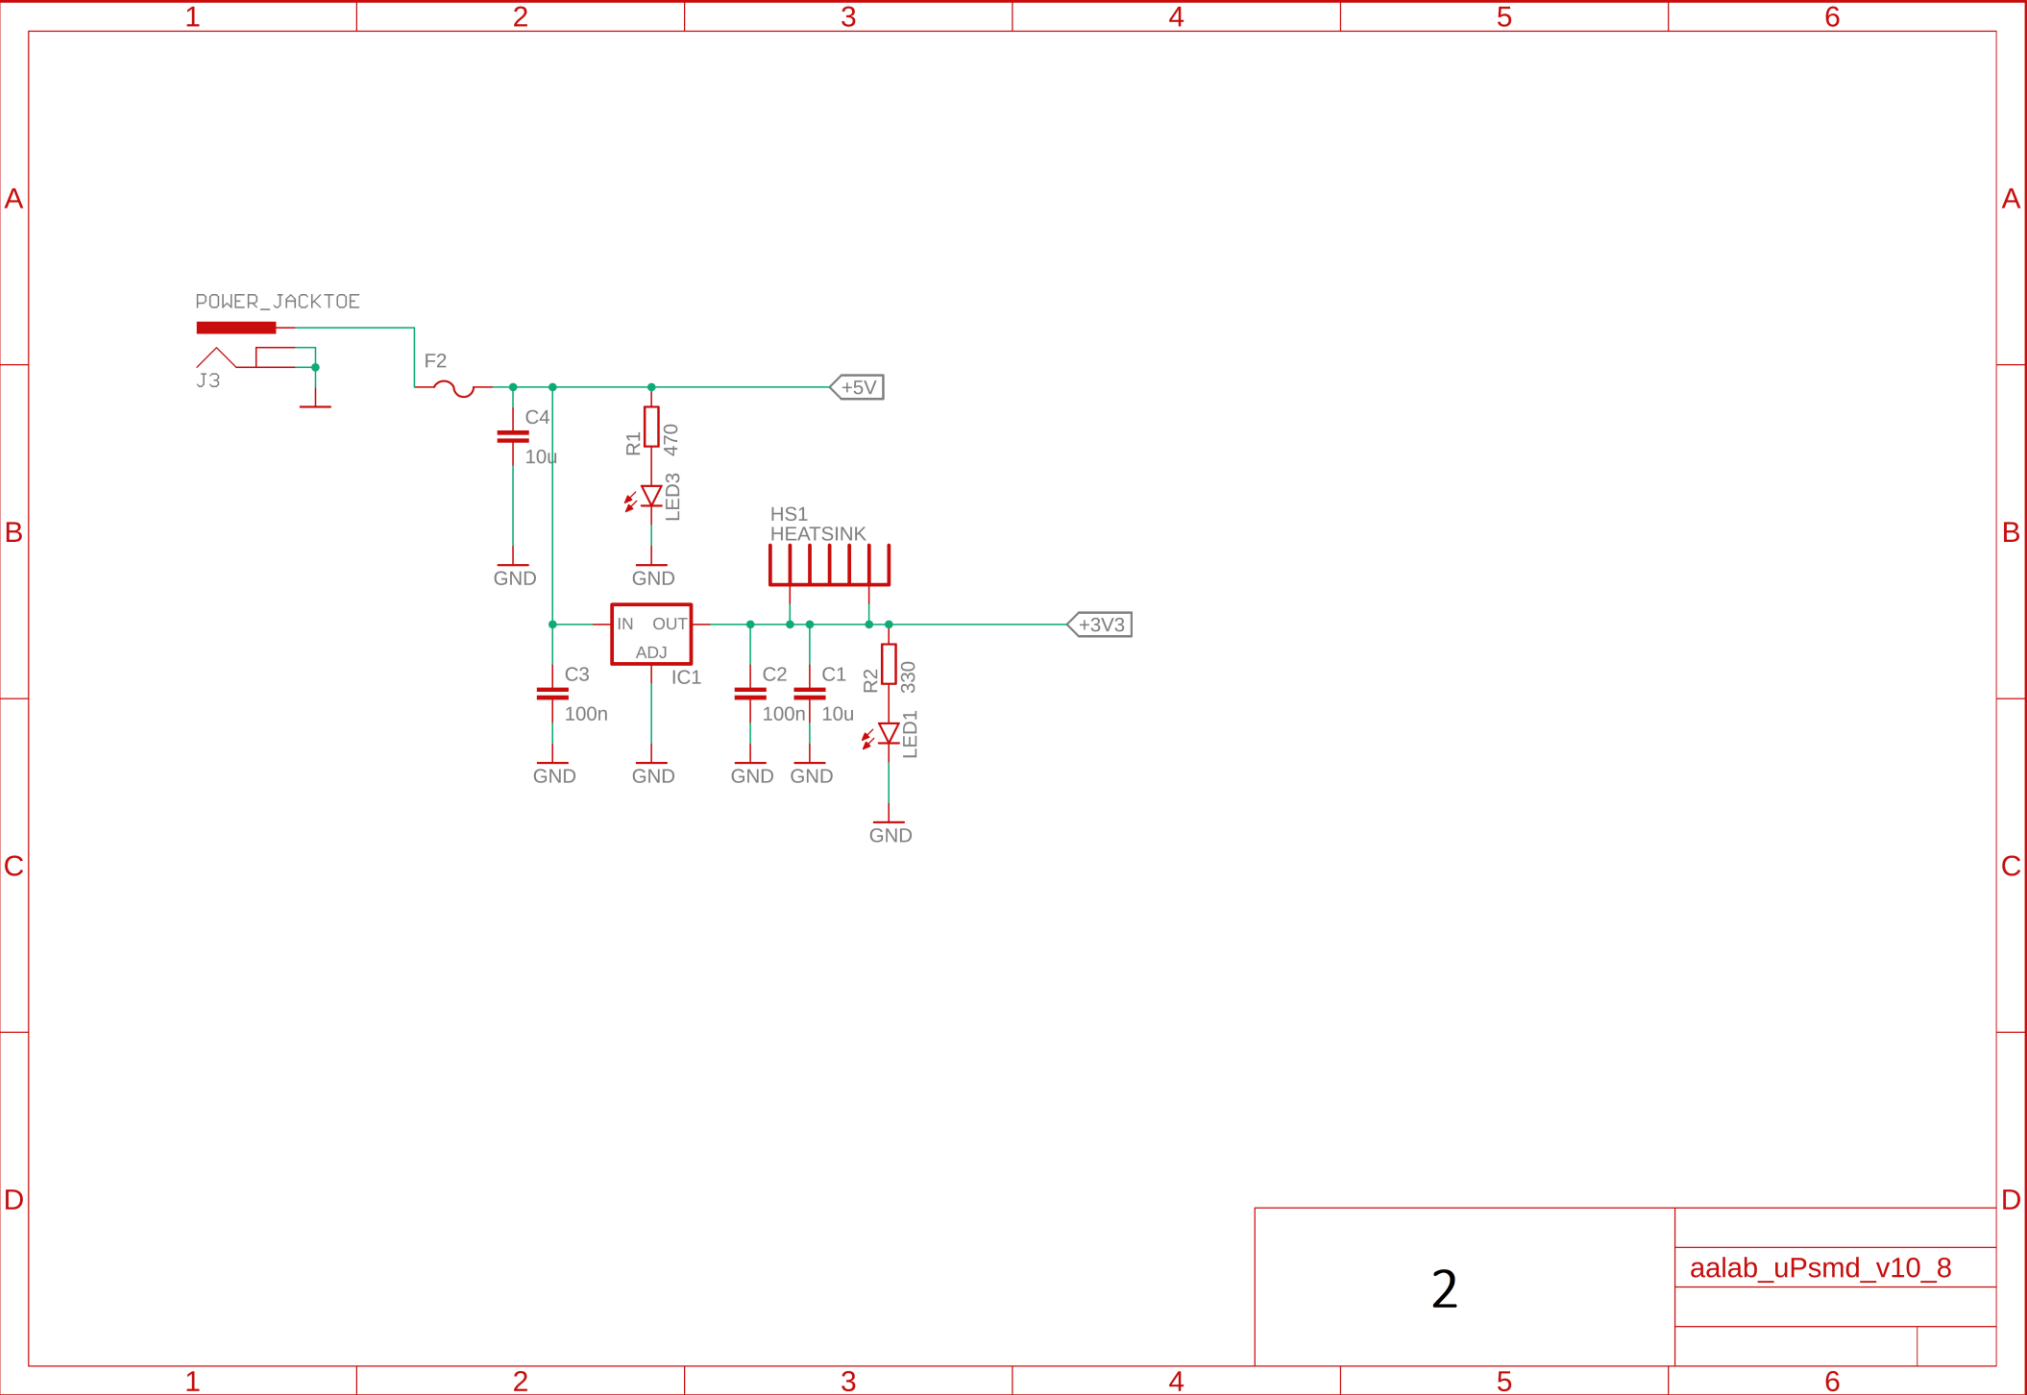 1 2 3 4 5 6
A A
POWER_JACKTOE
J3
F2
+5V
C4
10u
R1
470
LED3
GND GND
HS1
HEATSINK
B B
IN OUT
ADJ
IC1
+3V3
C3
100n
C2
100n
C1
10u
R2
330
LED1
GND GND GND GND
GND
C C
D D
2
aalab_uPsmd_v10_8
1 2 3 4 5 6